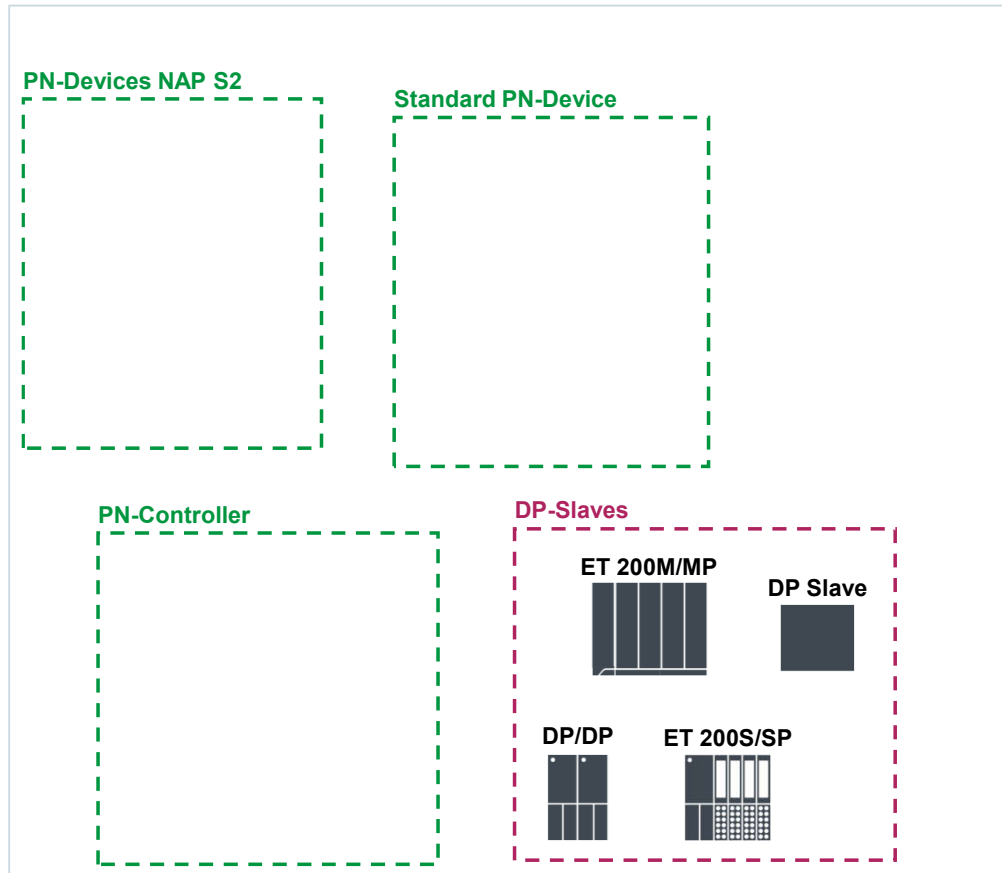 PN-Devices NAP S2
Standard PN-Device
PN-Controller
DP-Slaves
ET 200M/MP
DP Slave
DP/DP
ET 200S/SP